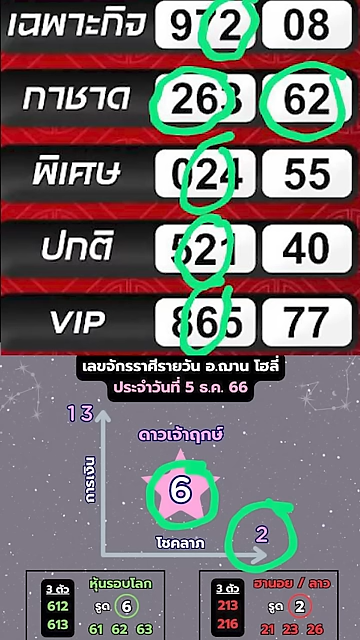 เฉพาะกิจ 972 08
กาชาด 263 62
พิเศษ 024 55
ปกติ 521 40
VIP 865 77
เลขจักรราศีรายวัน อ.ฌาน โฮลี่
ประจำวันที่ 5 ธ.ค. 66
13
ดาวเจ้าฤกษ์
การเงิน
6
2
โชคลาภ
3 ตัว หุ้นรอบโลก
612 รูด 6
613 61 62 63
3 ตัว ฮานอย / ลาว
213 รูด 2
216 21 23 26